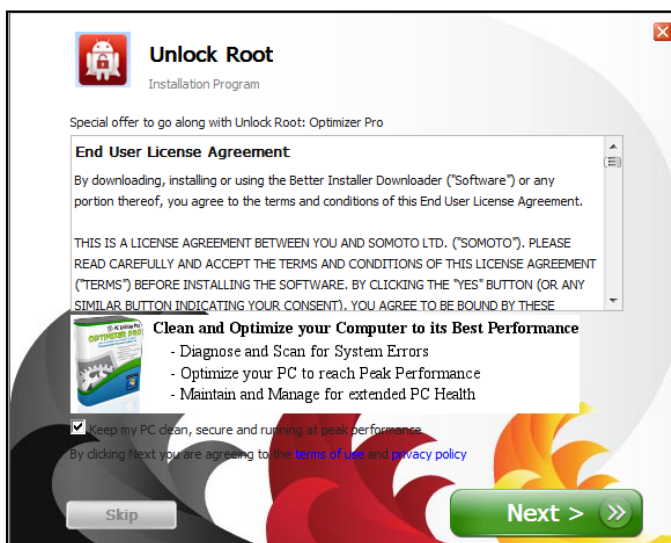 Unlock Root
Installation Program
Special offer to go along with Unlock Root: Optimizer Pro
End User License Agreement
By downloading, installing or using the Better Installer Downloader ("Software") or any
portion thereof, you agree to the terms and conditions of this End User License Agreement.
THIS IS A LICENSE AGREEMENT BETWEEN YOU AND SOMOTO LTD. ("SOMOTO"). PLEASE
READ CAREFULLY AND ACCEPT THE TERMS AND CONDITIONS OF THIS LICENSE AGREEMENT
("TERMS") BEFORE INSTALLING THE SOFTWARE. BY CLICKING THE "YES" BUTTON (OR ANY
SIMILAR BUTTON INDICATING YOUR CONSENT), YOU AGREE TO BE BOUND BY THESE
OPTIMIZER PRO
Clean and Optimize your Computer to its Best Performance
- Diagnose and Scan for System Errors
- Optimize your PC to reach Peak Performance
- Maintain and Manage for extended PC Health
Keep my PC clean, secure and running at peak performance
By clicking Next you are agreeing to the terms of use and privacy policy
Skip
Next >